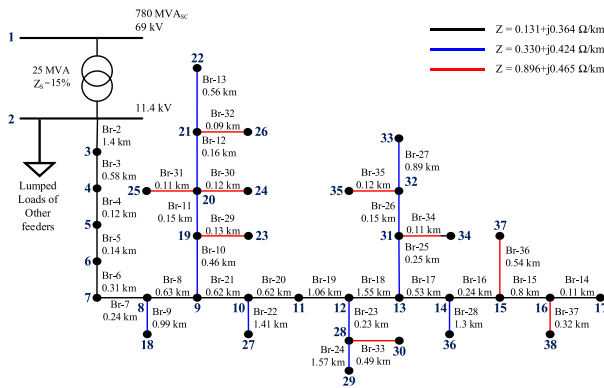 780 MVASC
69 kV
1
Z = 0.131+j0.364 Ω/km
Z = 0.330+j0.424 Ω/km
Z = 0.896+j0.465 Ω/km
25 MVA
ZS=15%
22
Br-13
0.56 km
11.4 kV
2
Br-32
0.09 km
21
26
Br-2
1.4 km
Br-12
0.16 km
33
3
Lumped
Loads of
Other
feeders
Br-3
0.58 km
Br-31
0.11 km
Br-30
0.12 km
Br-35
0.12 km
Br-27
0.89 km
4
25
20
24
35
32
Br-4
0.12 km
Br-11
0.15 km
Br-29
0.13 km
Br-26
0.15 km
Br-34
0.11 km
37
5
19
23
31
34
Br-5
0.14 km
Br-10
0.46 km
Br-25
0.25 km
Br-36
0.54 km
6
Br-6
0.31 km
7
Br-7
0.24 km
Br-8
0.63 km
Br-21
0.62 km
Br-20
0.62 km
Br-19
1.06 km
Br-18
1.55 km
Br-17
0.53 km
Br-16
0.24 km
Br-15
0.8 km
Br-14
0.11 km
8
9
10
11
12
13
14
15
16
17
Br-9
0.99 km
Br-22
1.41 km
Br-23
0.23 km
Br-28
1.3 km
Br-37
0.32 km
18
27
28
30
36
38
Br-24
1.57 km
Br-33
0.49 km
29